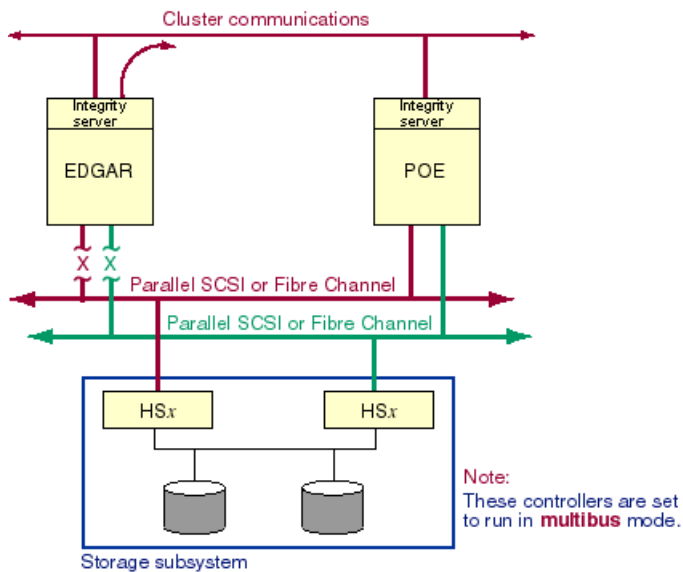 Cluster communications
Integrity
server
EDGAR
Integrity
server
POE
X X
Parallel SCSI or Fibre Channel
Parallel SCSI or Fibre Channel
HSx
HSx
Note:
These controllers are set
to run in multibus mode.
Storage subsystem